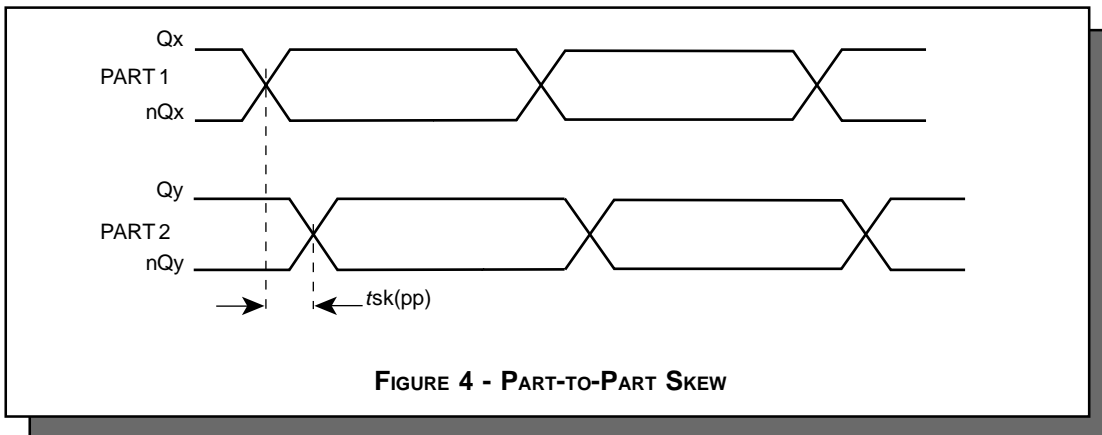 Qx
PART 1
nQx
Qy
PART 2
nQy
tsk(pp)
FIGURE 4 - PART-TO-PART SKEW